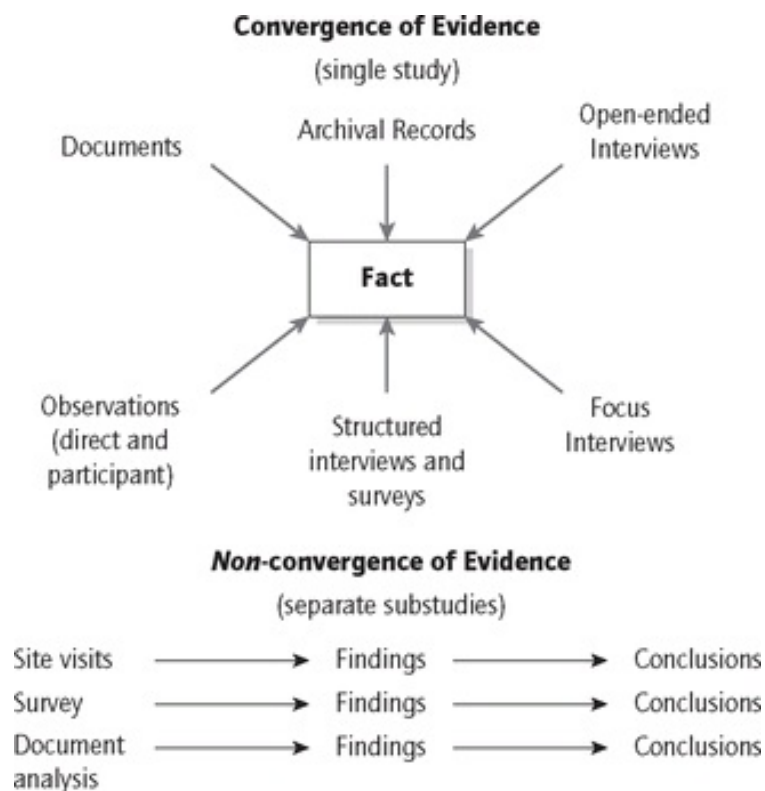 Convergence of Evidence
(single study)
Documents
Archival Records
Open-ended
Interviews
Fact
Observations
(direct and
participant)
Structured
interviews and
surveys
Focus
Interviews
Non-convergence of Evidence
(separate substudies)
Site visits Findings Conclusions
Survey Findings Conclusions
Document Findings Conclusions
analysis